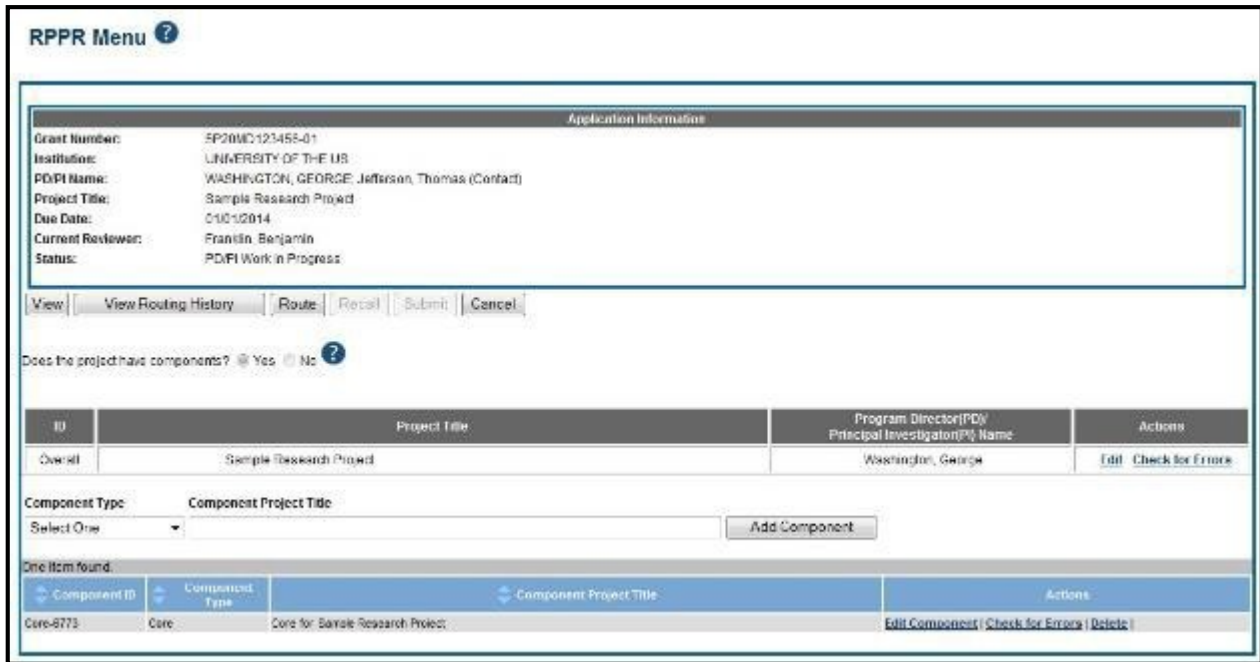 RPPR Menu ?
Application Information
Grant Number: 5P20MD123456-01
Institution: UNIVERSITY OF THE US
PD/PI Name: WASHINGTON, GEORGE; Jefferson, Thomas (Contact)
Project Title: Sample Research Project
Due Date: 01/01/2014
Current Reviewer: Franklin, Benjamin
Status: PD/PI Work in Progress
View View Routing History Route Recall Submit Cancel
Does the project have components? Yes No ?
ID Project Title Program Director(PD)/ Principal Investigator(PI) Name Actions
Overall Sample Research Project Washington, George Edit Check for Errors
Component Type Component Project Title
Select One Add Component
One item found.
Component ID Component Type Component Project Title Actions
Core-6773 Core Core for Sample Research Project Edit Component | Check for Errors | Delete |